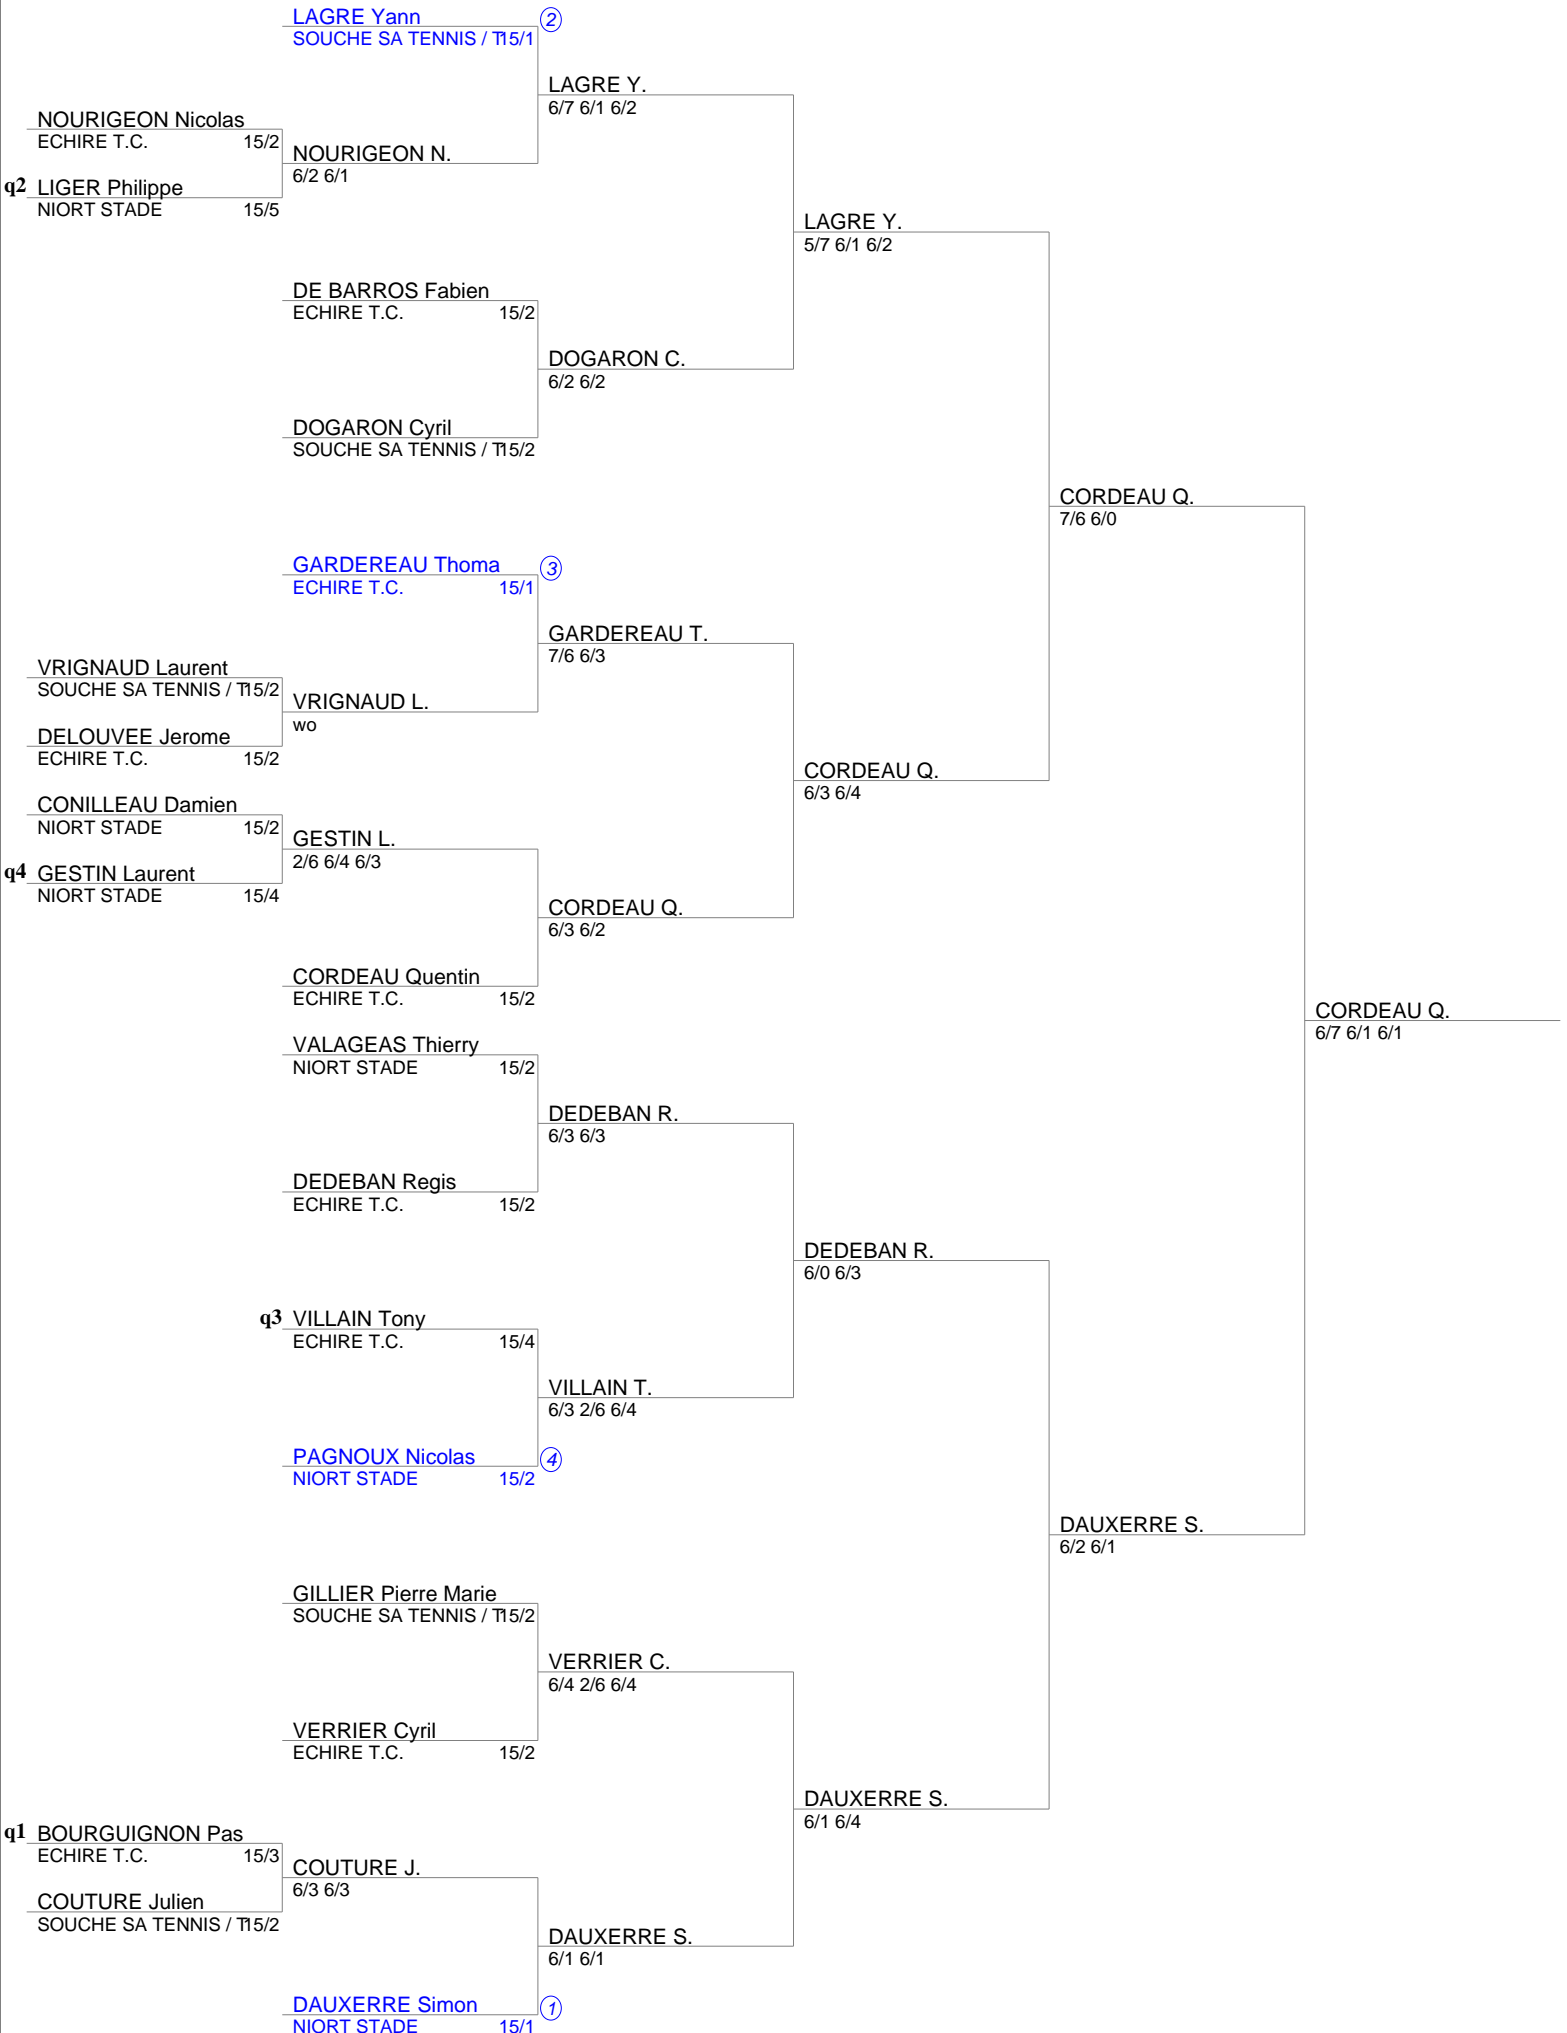 LAGRE Yann 2
SOUCHE SA TENNIS / T15/1
LAGRE Y.
6/7 6/1 6/2
NOURIGEON Nicolas
ECHIRE T.C. 15/2
NOURIGEON N.
6/2 6/1
q2 LIGER Philippe
NIORT STADE 15/5
LAGRE Y.
5/7 6/1 6/2
DE BARROS Fabien
ECHIRE T.C. 15/2
DOGARON C.
6/2 6/2
DOGARON Cyril
SOUCHE SA TENNIS / T15/2
CORDEAU Q.
7/6 6/0
GARDEREAU Thoma 3
ECHIRE T.C. 15/1
GARDEREAU T.
7/6 6/3
VRIGNAUD Laurent
SOUCHE SA TENNIS / T15/2
VRIGNAUD L.
wo
DELOUVEE Jerome
ECHIRE T.C. 15/2
CORDEAU Q.
6/3 6/4
CONILLEAU Damien
NIORT STADE 15/2
GESTIN L.
2/6 6/4 6/3
q4 GESTIN Laurent
NIORT STADE 15/4
CORDEAU Q.
6/3 6/2
CORDEAU Quentin
ECHIRE T.C. 15/2
CORDEAU Q.
6/7 6/1 6/1
VALAGEAS Thierry
NIORT STADE 15/2
DEDEBAN R.
6/3 6/3
DEDEBAN Regis
ECHIRE T.C. 15/2
DEDEBAN R.
6/0 6/3
q3 VILLAIN Tony
ECHIRE T.C. 15/4
VILLAIN T.
6/3 2/6 6/4
PAGNOUX Nicolas 4
NIORT STADE 15/2
DAUXERRE S.
6/2 6/1
GILLIER Pierre Marie
SOUCHE SA TENNIS / T15/2
VERRIER C.
6/4 2/6 6/4
VERRIER Cyril
ECHIRE T.C. 15/2
DAUXERRE S.
6/1 6/4
q1 BOURGUIGNON Pas
ECHIRE T.C. 15/3
COUTURE J.
6/3 6/3
COUTURE Julien
SOUCHE SA TENNIS / T15/2
DAUXERRE S.
6/1 6/1
DAUXERRE Simon 1
NIORT STADE 15/1